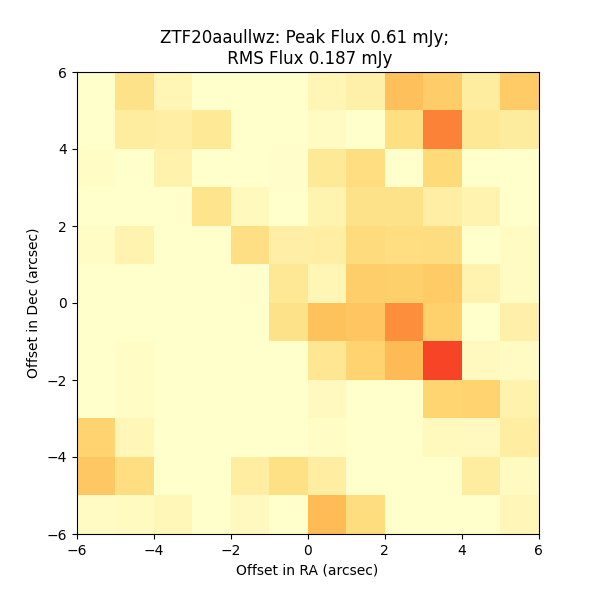 ZTF20aaullwz: Peak Flux 0.61 mJy;
RMS Flux 0.187 mJy
6
4
2
0
−2
−4
−6
Offset in Dec (arcsec)
−6 −4 −2 0 2 4 6
Offset in RA (arcsec)